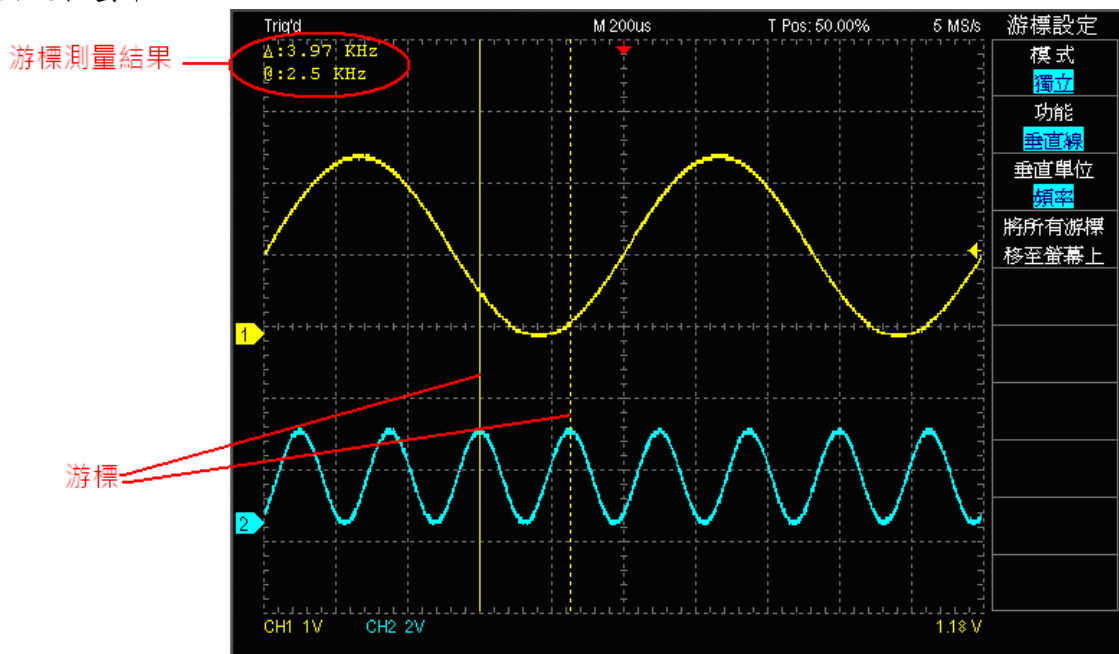 Trig'd M 200us T Pos: 50.00% 5 MS/s
游標測量結果
Δ:3.97 KHz
@:2.5 KHz
游標設定
模式
獨立
功能
垂直線
垂直單位
頻率
將所有游標
移至螢幕上
1
游標
2
CH1 1V CH2 2V 1.18 V